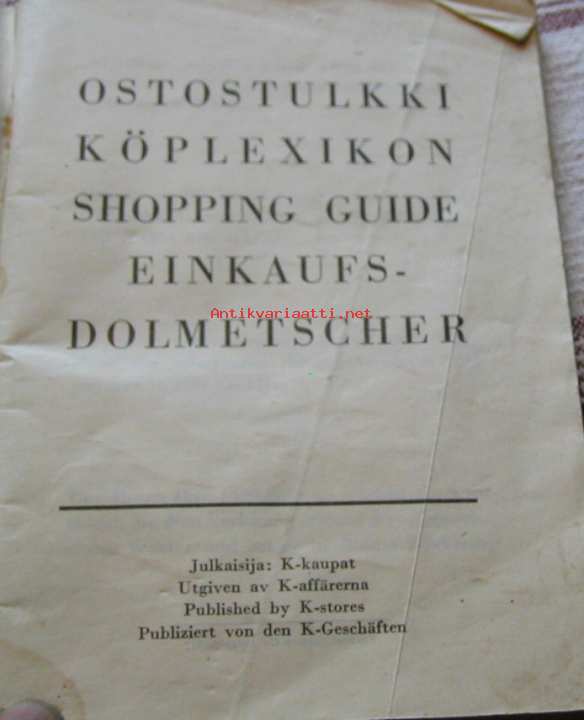 OSTOSTULKKI
KÖPLEXIKON
SHOPPING GUIDE
EINKAUFS-
Antikvariaatti.net
DOLMETSCHER
Julkaisija: K-kaupat
Utgiven av K-affärerna
Published by K-stores
Publiziert von den K-Geschäften